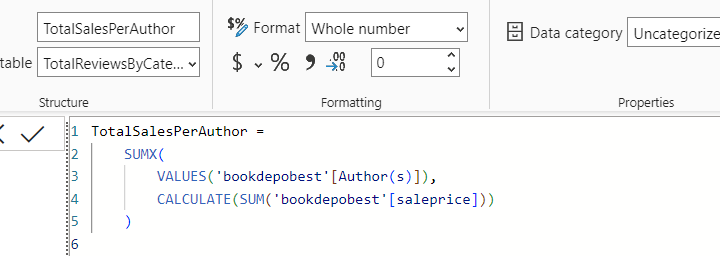 TotalSalesPerAuthor
$% Format Whole number
Data category Uncategorize
table TotalReviewsByCate...
$ % , .00 0
Structure
Formatting
Properties
1 TotalSalesPerAuthor =
2 SUMX(
3 VALUES('bookdepobest'[Author(s)]),
4 CALCULATE(SUM('bookdepobest'[saleprice]))
5 )
6